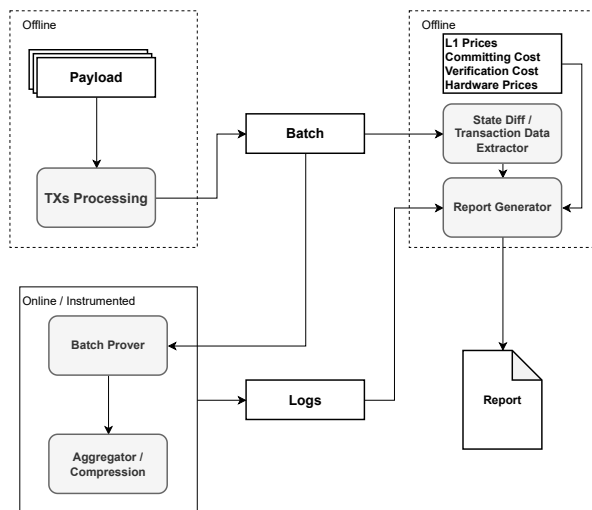 Offline
Payload
TXs Processing
Batch
Offline
L1 Prices
Committing Cost
Verification Cost
Hardware Prices
State Diff /
Transaction Data
Extractor
Report Generator
Online / Instrumented
Batch Prover
Aggregator /
Compression
Logs
Report